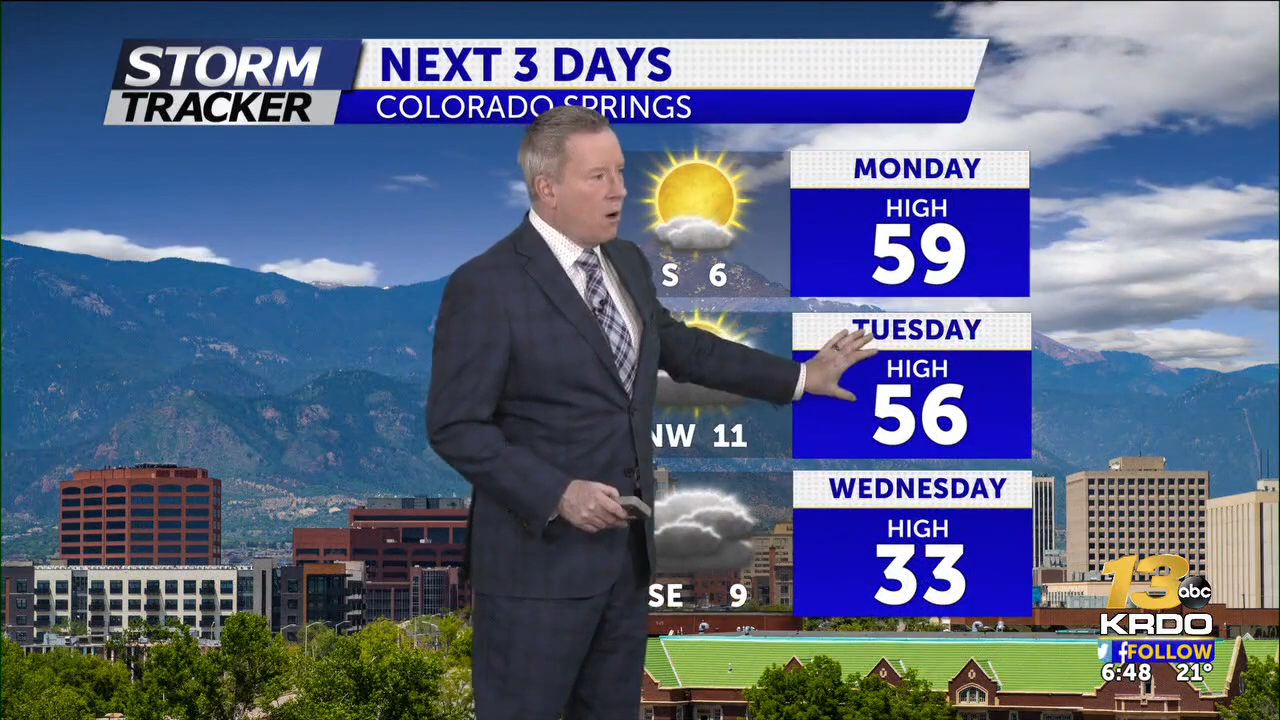 STORM
TRACKER
NEXT 3 DAYS
COLORADO SPRINGS
MONDAY
HIGH
59
S 6
TUESDAY
HIGH
56
NW 11
WEDNESDAY
HIGH
33
SE 9
13
abc
KRDO
FOLLOW
6:48 21°